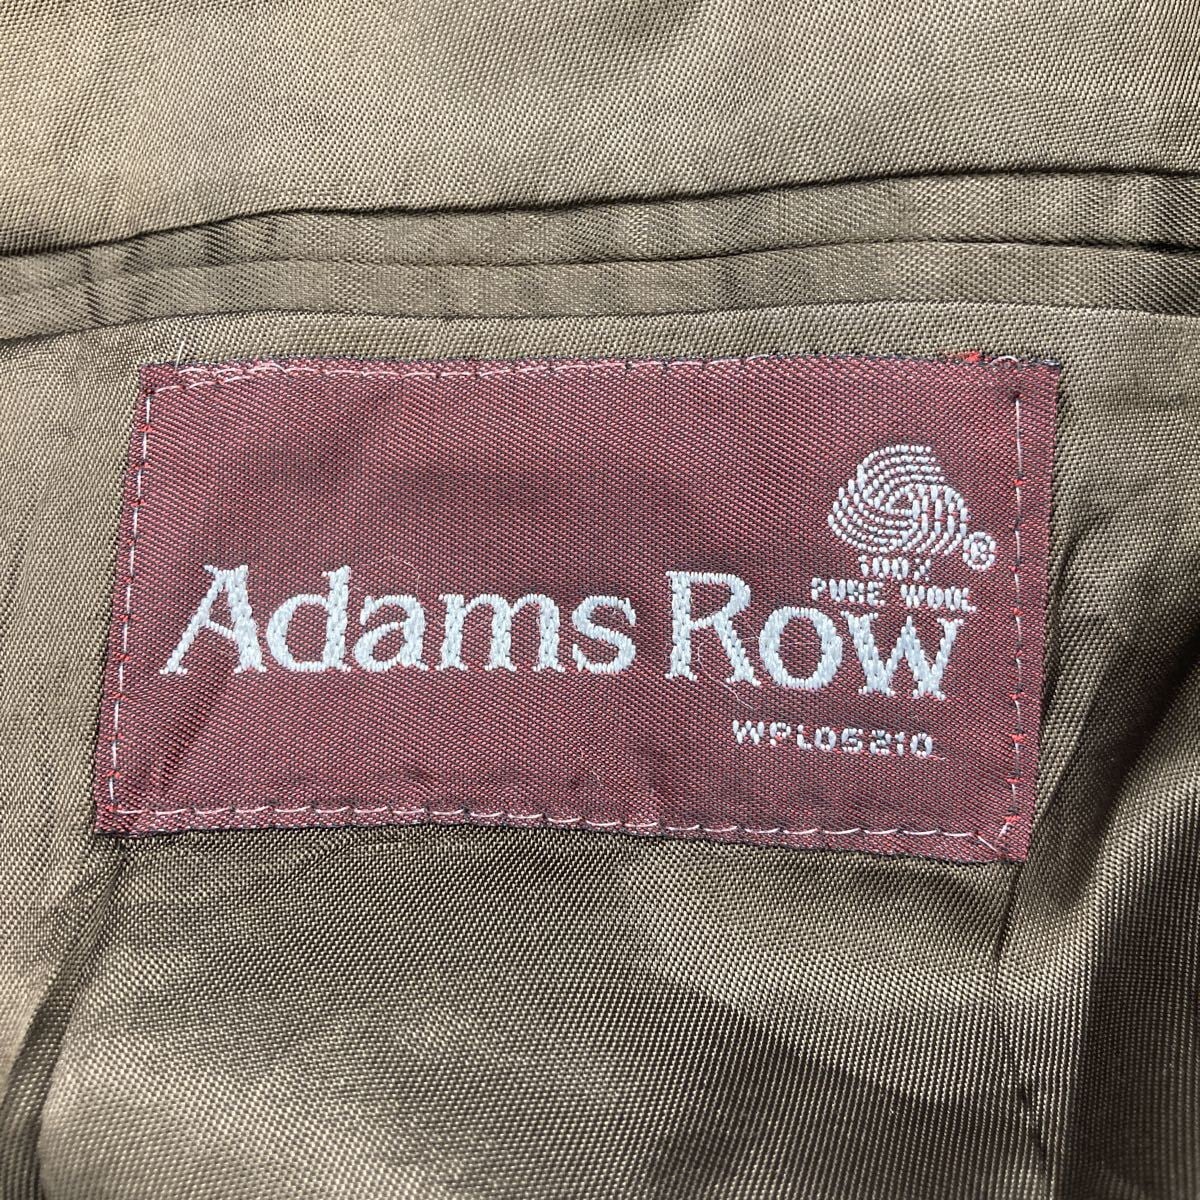 ®
100%
PURE WOOL
Adams Row
WPL05210